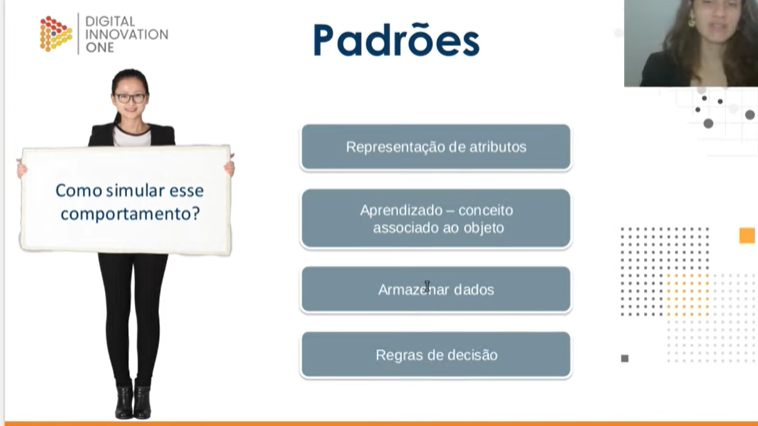 DIGITAL
INNOVATION
ONE
Padrões
Como simular esse
comportamento?
Representação de atributos
Aprendizado – conceito
associado ao objeto
Armazenar dados
Regras de decisão